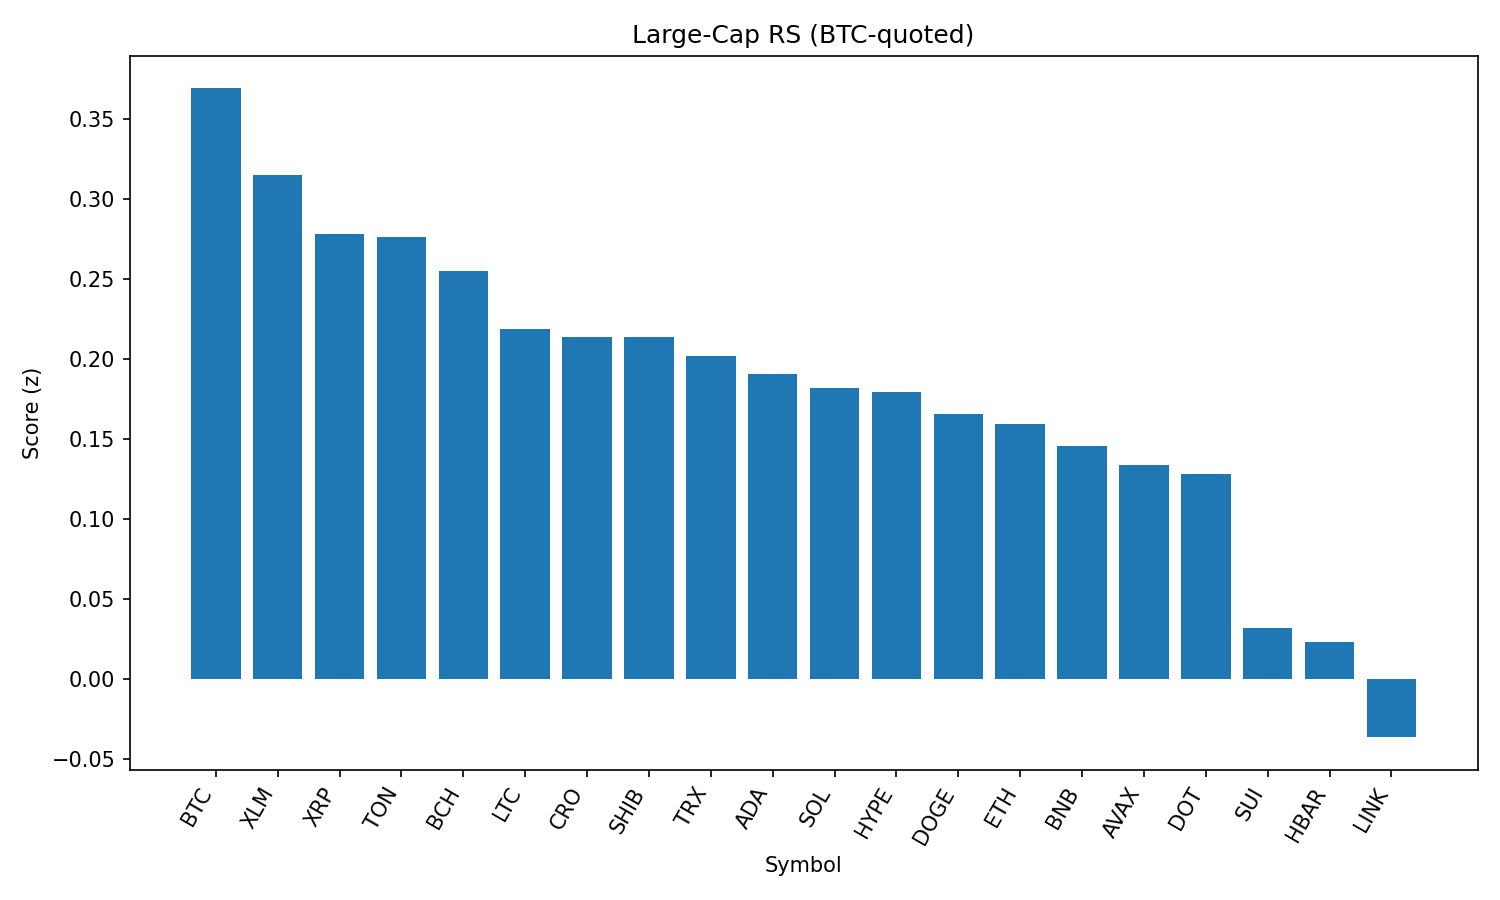 Large-Cap RS (BTC-quoted)
Score (z)
0.35
0.30
0.25
0.20
0.15
0.10
0.05
0.00
−0.05
BTC
XLM
XRP
TON
BCH
LTC
CRO
SHIB
TRX
ADA
SOL
HYPE
DOGE
ETH
BNB
AVAX
DOT
SUI
HBAR
LINK
Symbol